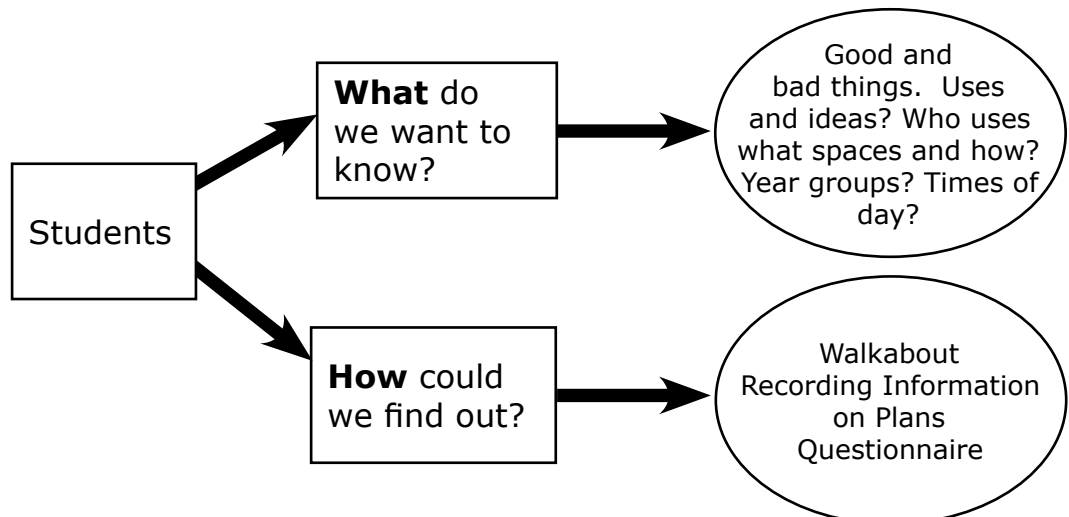 Students
What do
we want to
know?
Good and
bad things.  Uses
and ideas? Who uses
what spaces and how?
Year groups? Times of
day?
How could
we find out?
Walkabout
Recording Information
on Plans
Questionnaire